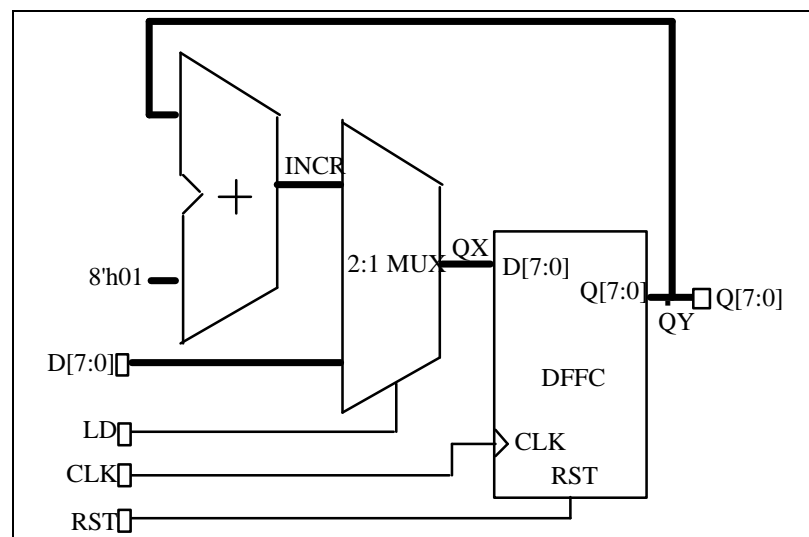 INCR
+
8'h01
2:1 MUX
QX
D[7:0]
Q[7:0]
Q[7:0]
QY
D[7:0]
DFFC
LD
CLK
CLK
RST
RST